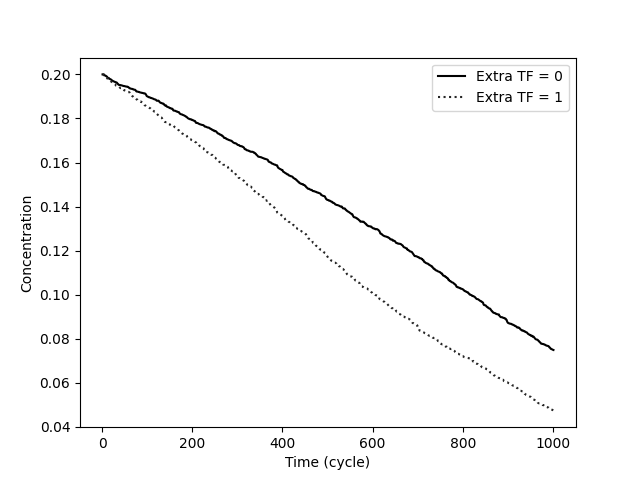 Extra TF = 0
Extra TF = 1
0.20
0.18
0.16
0.14
0.12
0.10
0.08
0.06
0.04
Concentration
0 200 400 600 800 1000
Time (cycle)